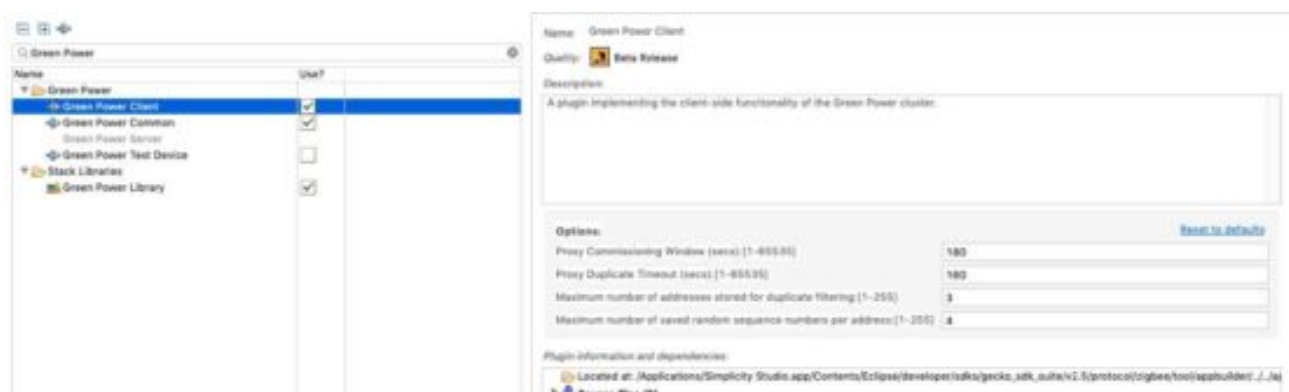 Green Power
Name Use?
Green Power
Green Power Client
Green Power Common
Green Power Server
Green Power Test Device
Stack Libraries
Green Power Library
Name: Green Power Client
Quality: Beta Release
Description:
A plugin implementing the client-side functionality of the Green Power cluster.
Options: Reset to defaults
Proxy Commissioning Window (secs):[1-65535] 180
Proxy Duplicate Timeout (secs):[1-65535] 180
Maximum number of addresses stored for duplicate filtering:[1-255] 3
Maximum number of saved random sequence numbers per address:[1-255] 4
Plugin information and dependencies:
Located at: /Applications/Simplicity Studio.app/Contents/Eclipse/developer/sdks/gecko_sdk_suite/v2.5/protocol/zigbee/tool/appbuilder/../../